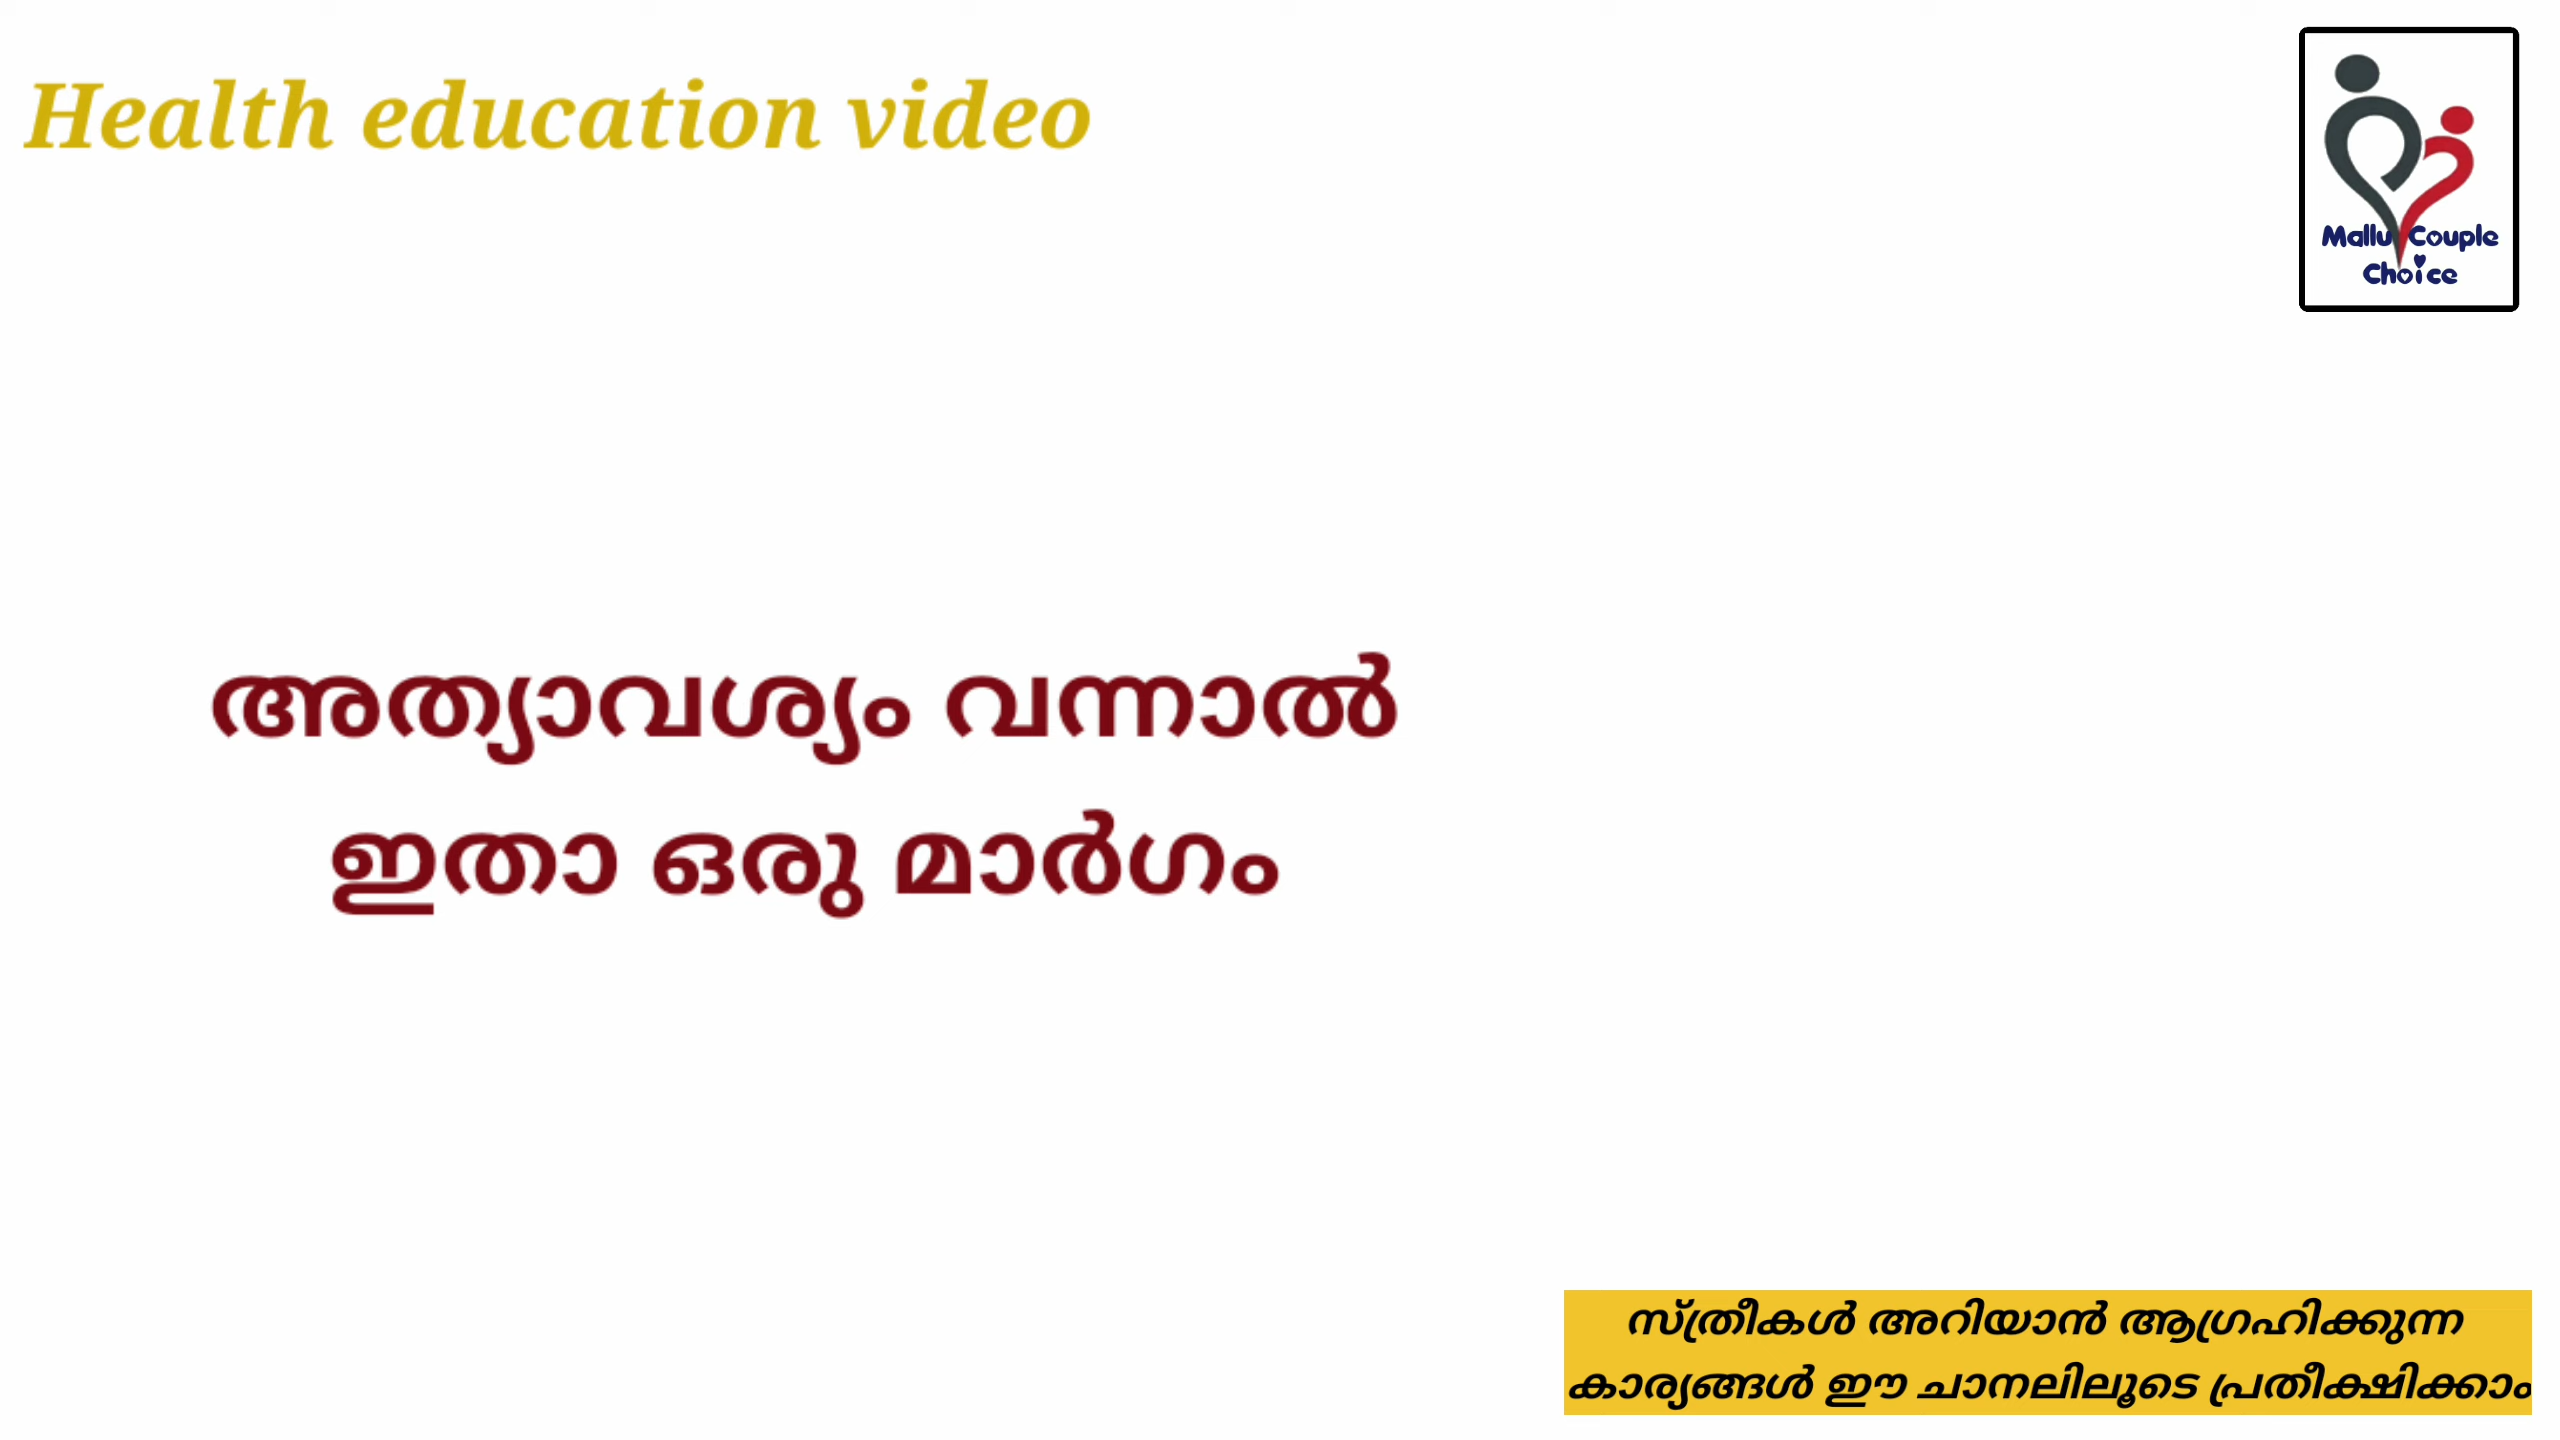 Health education video
Mallu Couple
Choice
അത്യാവശ്യം വന്നാൽ
ഇതാ ഒരു മാർഗം
സ്ത്രീകൾ അറിയാൻ ആഗ്രഹിക്കുന്ന
കാര്യങ്ങൾ ഈ ചാനലിലൂടെ പ്രതീക്ഷിക്കാം